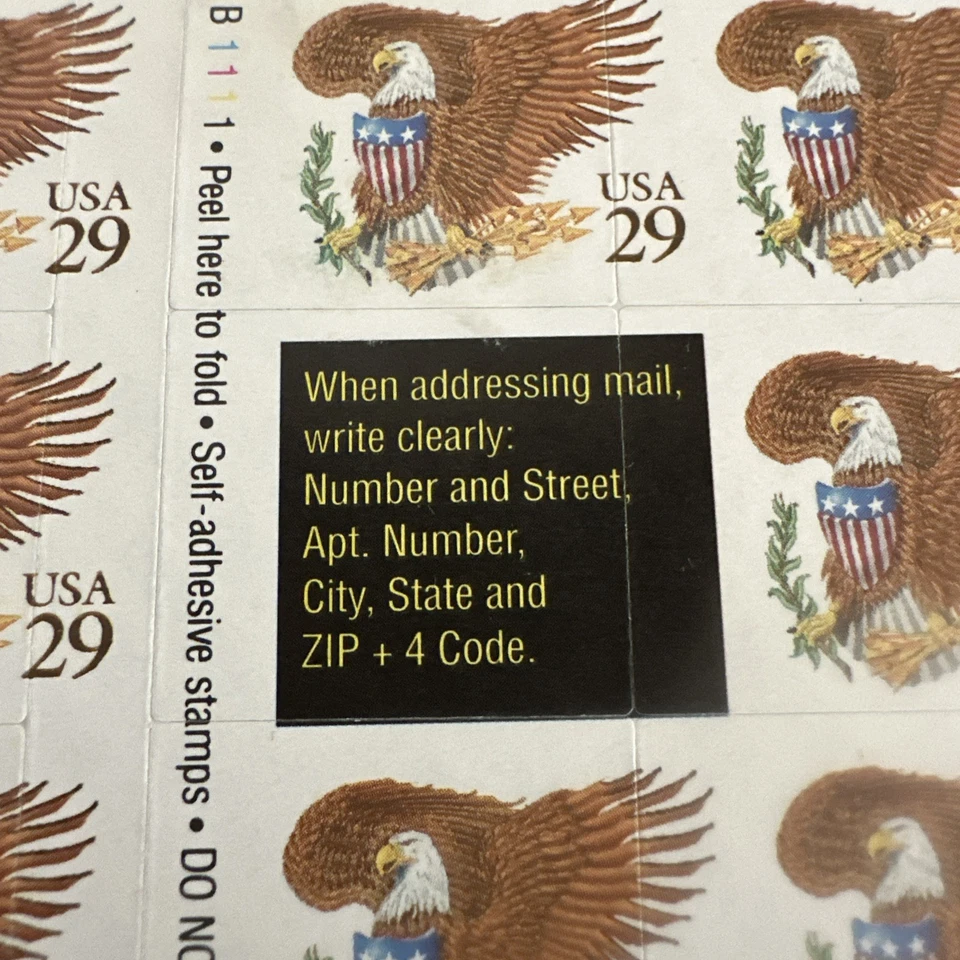 B 1 1 1 1 • Peel here to fold • Self-adhesive stamps • DO
USA
29
USA
29
When addressing mail,
write clearly:
Number and Street,
Apt. Number,
City, State and
ZIP + 4 Code.
USA
29